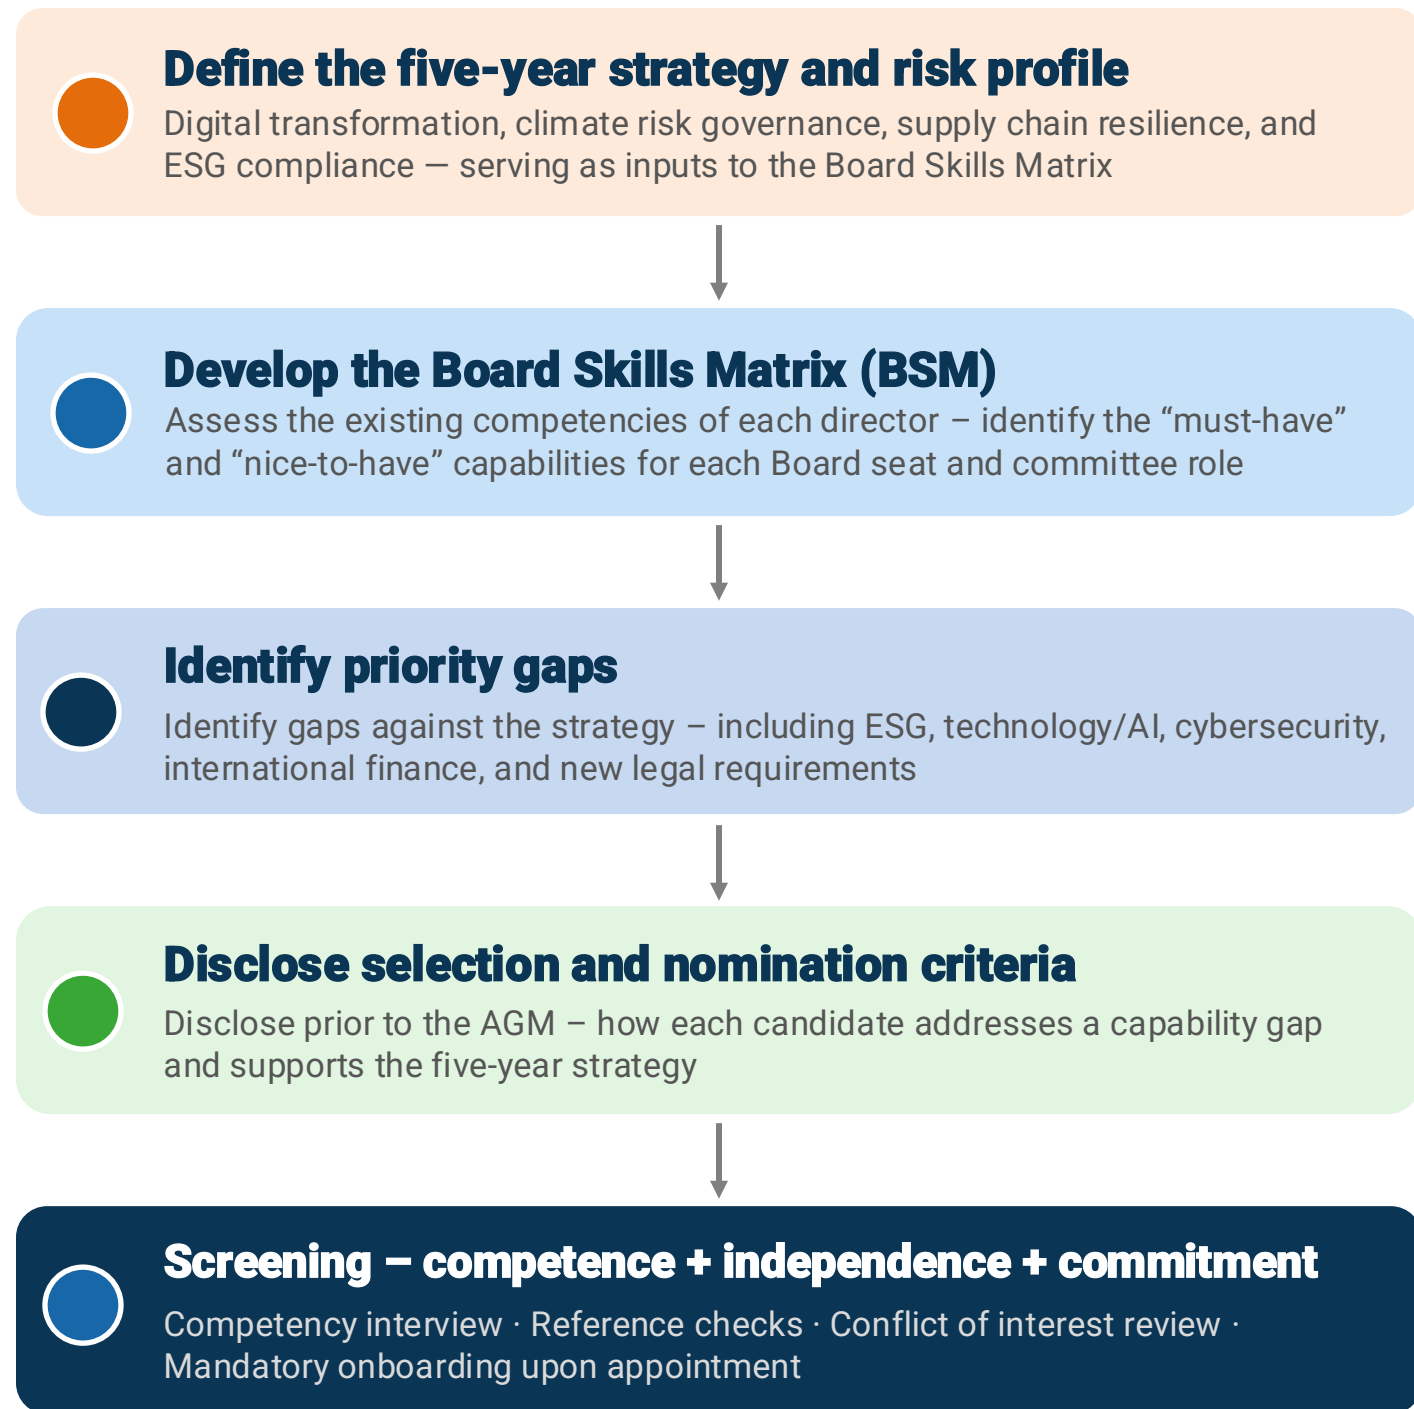 Define the five-year strategy and risk profile
Digital transformation, climate risk governance, supply chain resilience, and
ESG compliance — serving as inputs to the Board Skills Matrix
Develop the Board Skills Matrix (BSM)
Assess the existing competencies of each director – identify the “must-have”
and “nice-to-have” capabilities for each Board seat and committee role
Identify priority gaps
Identify gaps against the strategy – including ESG, technology/AI, cybersecurity,
international finance, and new legal requirements
Disclose selection and nomination criteria
Disclose prior to the AGM – how each candidate addresses a capability gap
and supports the five-year strategy
Screening – competence + independence + commitment
Competency interview · Reference checks · Conflict of interest review ·
Mandatory onboarding upon appointment